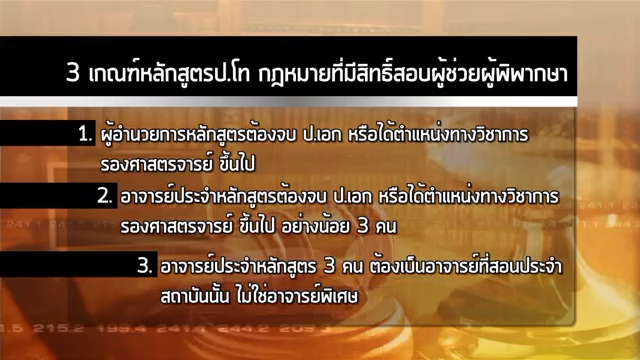 3 เกณฑ์หลักสูตรป.โท กฎหมายที่มีสิทธิ์สอบผู้ช่วยผู้พิพากษา
1. ผู้อำนวยการหลักสูตรต้องจบ ป.เอก หรือได้ตำแหน่งทางวิชาการ
รองศาสตรจารย์ ขึ้นไป
2. อาจารย์ประจำหลักสูตรต้องจบ ป.เอก หรือได้ตำแหน่งทางวิชาการ
รองศาสตรจารย์ ขึ้นไป อย่างน้อย 3 คน
3. อาจารย์ประจำหลักสูตร 3 คน ต้องเป็นอาจารย์ที่สอนประจำ
สถาบันนั้น ไม่ใช่อาจารย์พิเศษ